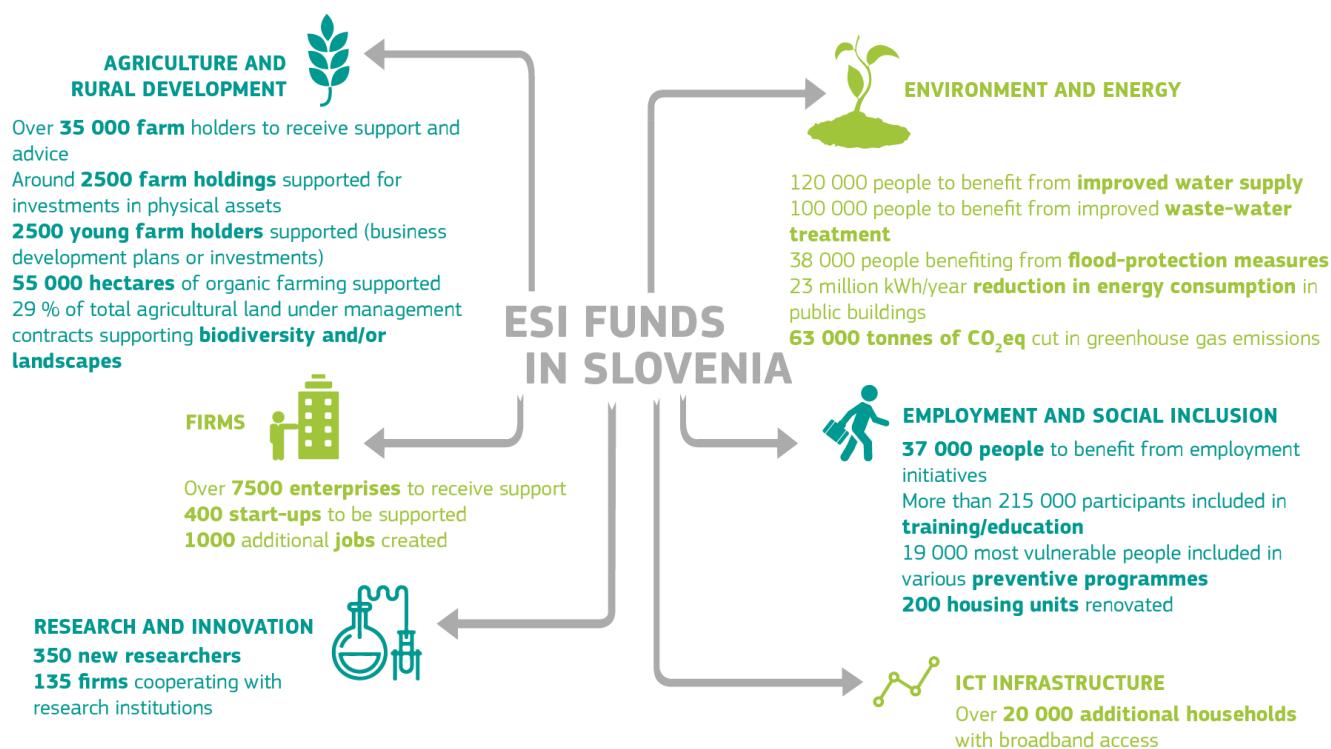 AGRICULTURE AND
RURAL DEVELOPMENT
Over 35 000 farm holders to receive support and
advice
Around 2500 farm holdings supported for
investments in physical assets
2500 young farm holders supported (business
development plans or investments)
55 000 hectares of organic farming supported
29 % of total agricultural land under management
contracts supporting biodiversity and/or
landscapes
ENVIRONMENT AND ENERGY
120 000 people to benefit from improved water supply
100 000 people to benefit from improved waste-water
treatment
38 000 people benefiting from flood-protection measures
23 million kWh/year reduction in energy consumption in
public buildings
63 000 tonnes of CO₂eq cut in greenhouse gas emissions
ESI FUNDS
IN SLOVENIA
FIRMS
Over 7500 enterprises to receive support
400 start-ups to be supported
1000 additional jobs created
EMPLOYMENT AND SOCIAL INCLUSION
37 000 people to benefit from employment
initiatives
More than 215 000 participants included in
training/education
19 000 most vulnerable people included in
various preventive programmes
200 housing units renovated
RESEARCH AND INNOVATION
350 new researchers
135 firms cooperating with
research institutions
ICT INFRASTRUCTURE
Over 20 000 additional households
with broadband access